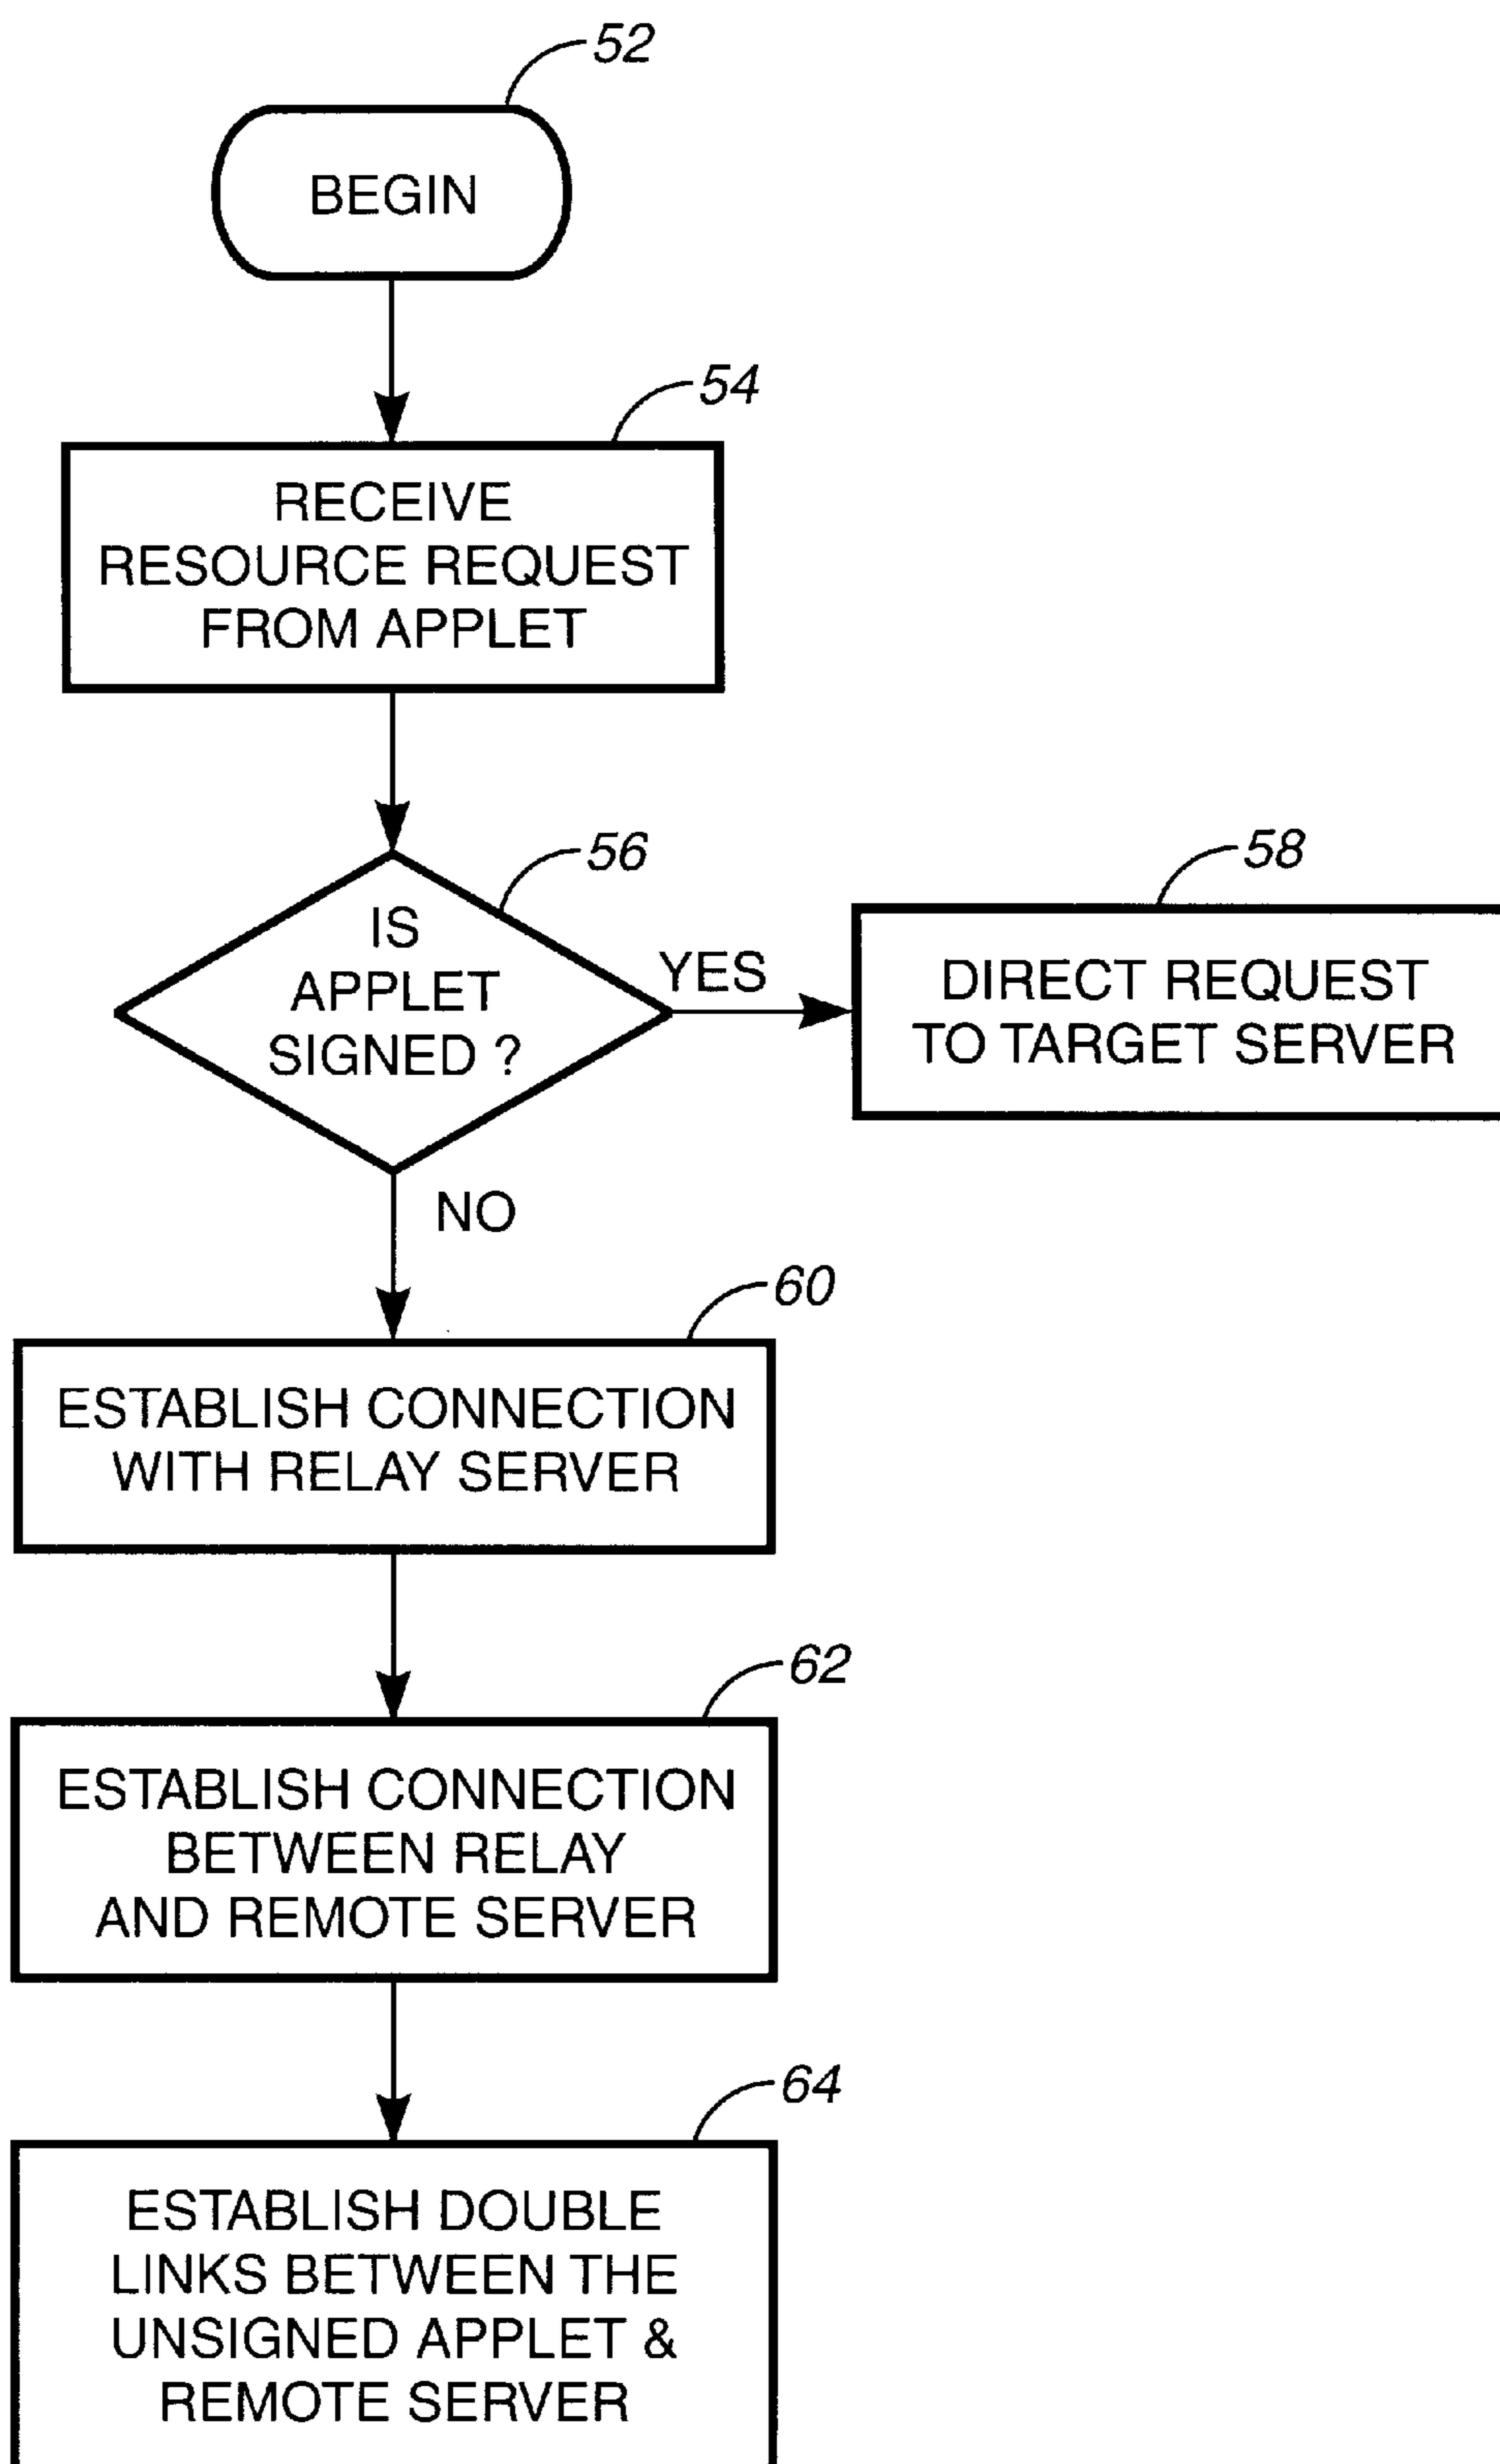 52
BEGIN
54
RECEIVE
RESOURCE REQUEST
FROM APPLET
56
IS
APPLET
SIGNED ?
YES
58
DIRECT REQUEST
TO TARGET SERVER
NO
60
ESTABLISH CONNECTION
WITH RELAY SERVER
62
ESTABLISH CONNECTION
BETWEEN RELAY
AND REMOTE SERVER
64
ESTABLISH DOUBLE
LINKS BETWEEN THE
UNSIGNED APPLET &
REMOTE SERVER